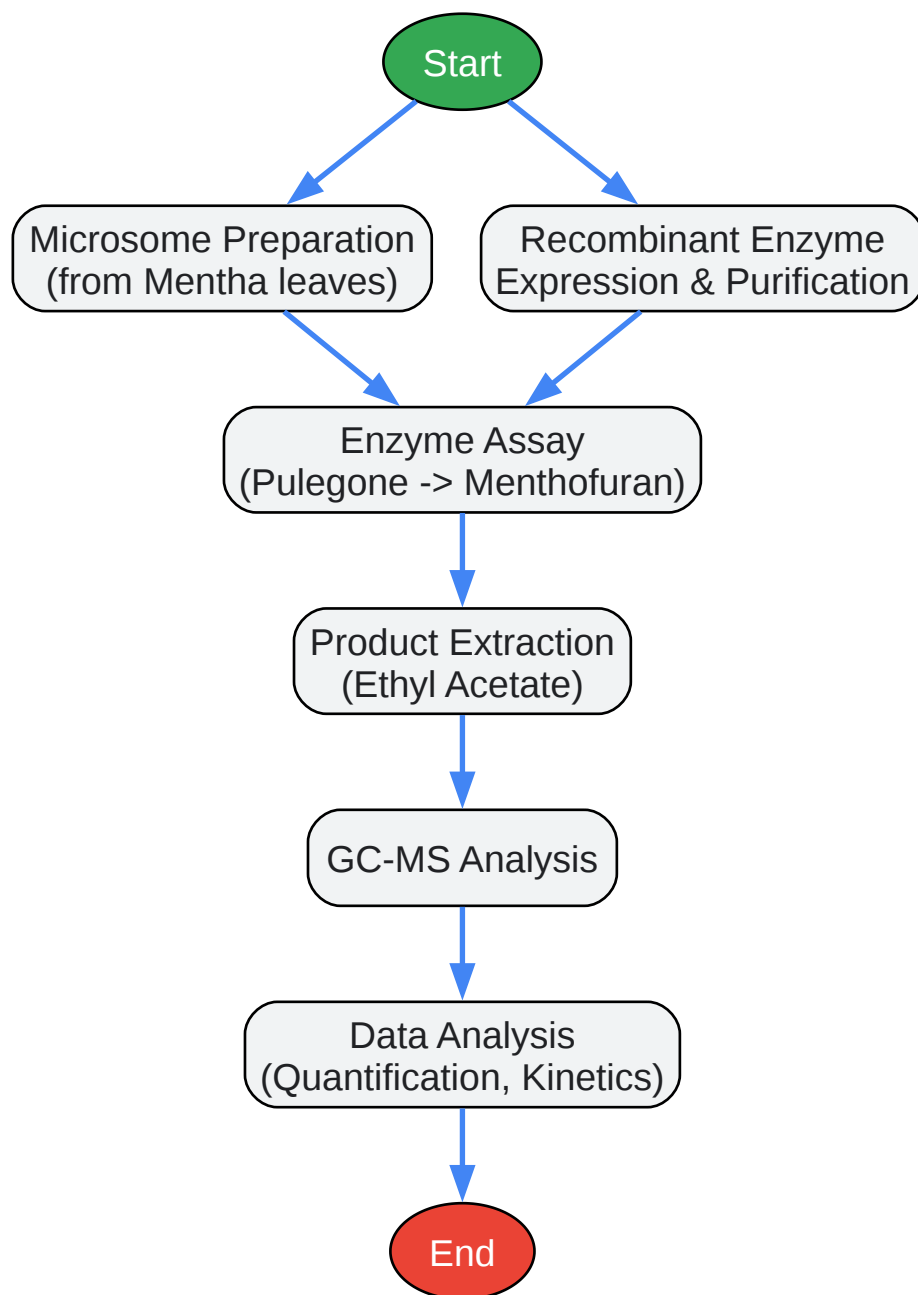 Start
Microsome Preparation
(from Mentha leaves)
Recombinant Enzyme
Expression & Purification
Enzyme Assay
(Pulegone -> Menthofuran)
Product Extraction
(Ethyl Acetate)
GC-MS Analysis
Data Analysis
(Quantification, Kinetics)
End